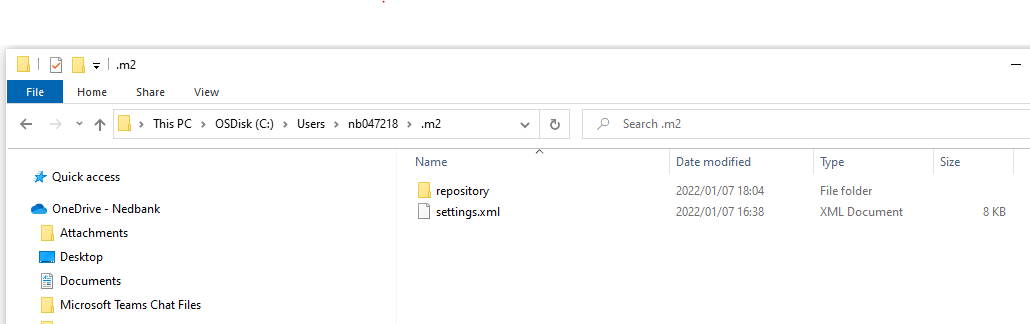 .m2
File Home Share View
This PC OSDisk (C:) Users nb047218 .m2 Search .m2
Name Date modified Type Size
Quick access
repository 2022/01/07 18:04 File folder
OneDrive - Nedbank
settings.xml 2022/01/07 16:38 XML Document 8 KB
Attachments
Desktop
Documents
Microsoft Teams Chat Files